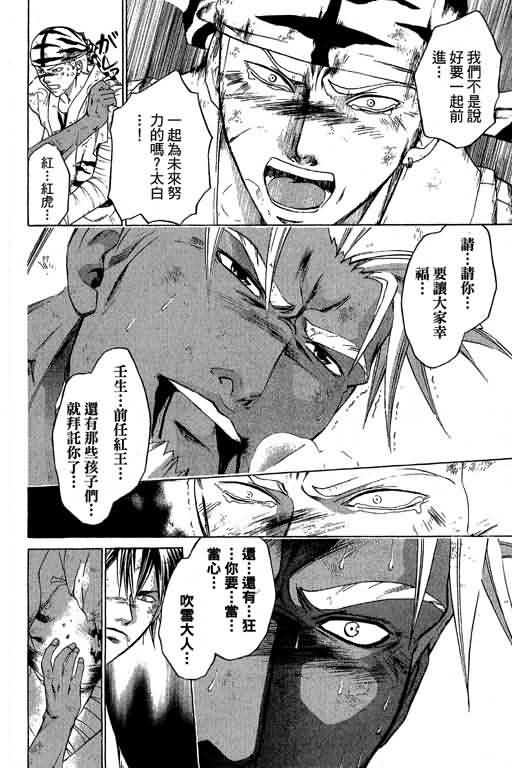 我們不是說
好要一起前
進…
一起為未來努
力的嗎？太白
…！
紅…紅虎…
請…請你…
要讓大家幸
福…
壬生…前任紅王…
還有那些孩子們…
就拜託你了…
還…還有…狂
…你要…當…
當心…
吹雪大人…